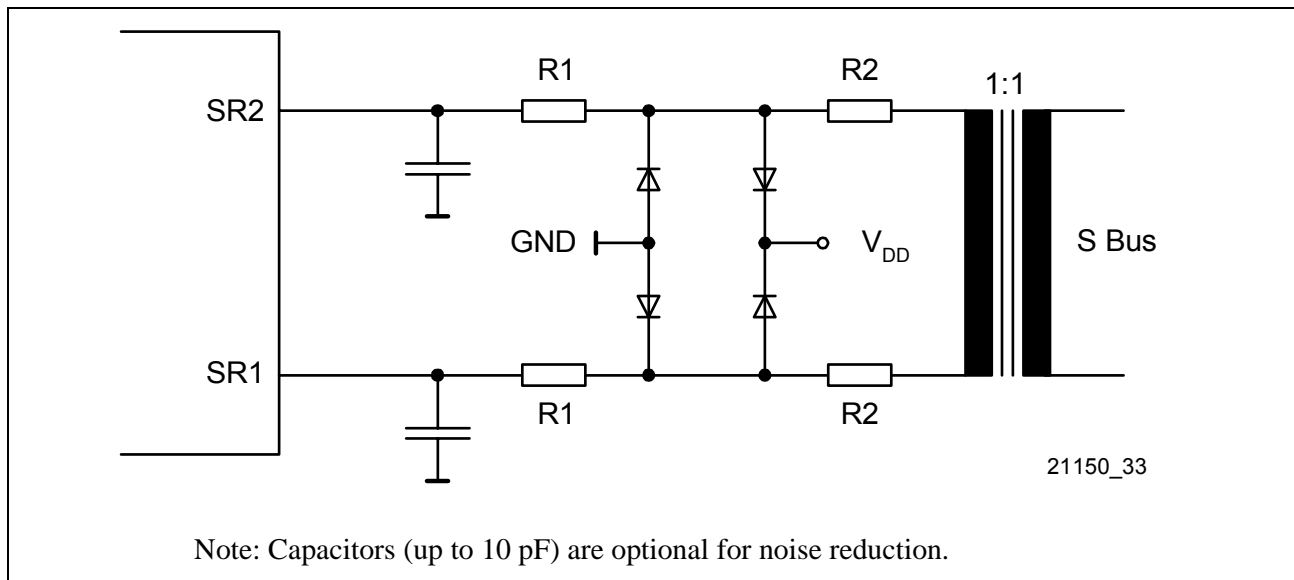 R1
R2
1:1
SR2
GND
V_DD
S Bus
SR1
R1
R2
21150_33
Note: Capacitors (up to 10 pF) are optional for noise reduction.